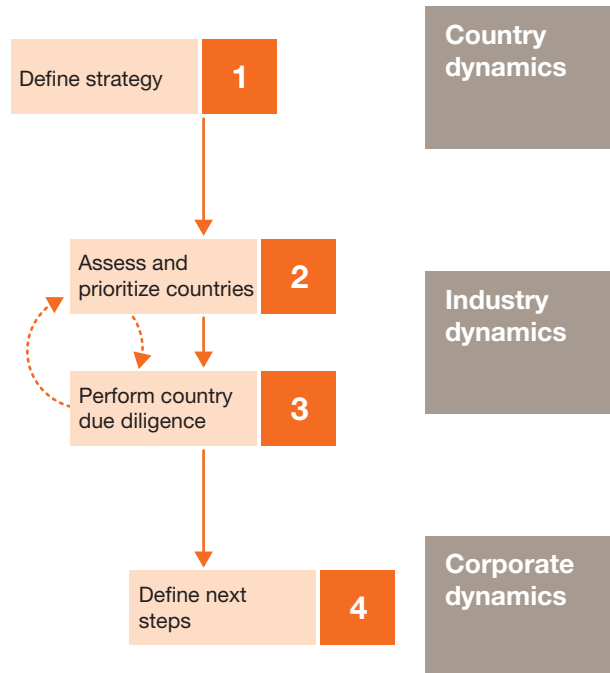 Define strategy
1
Country
dynamics
Assess and
prioritize countries
2
Industry
dynamics
Perform country
due diligence
3
Define next
steps
4
Corporate
dynamics